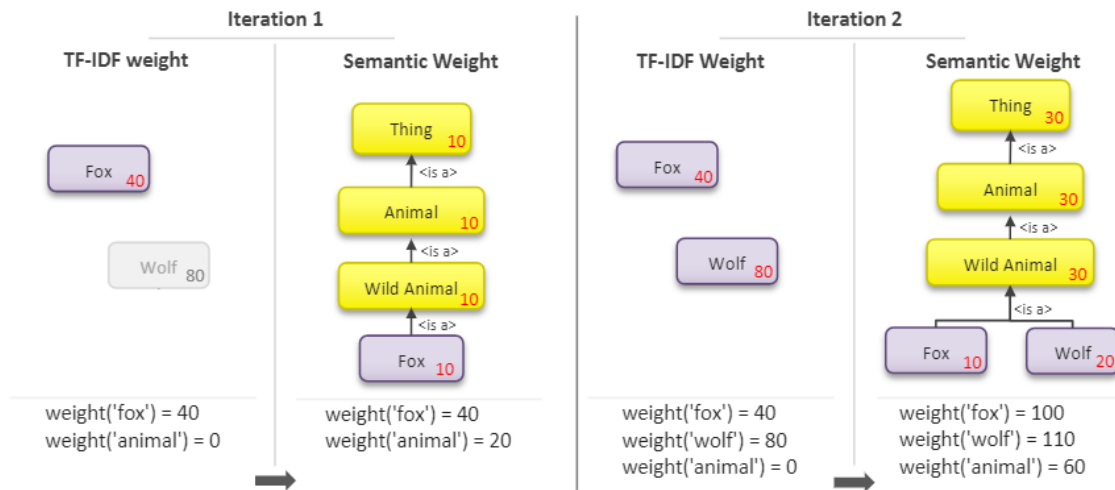 Iteration 1
TF-IDF weight
Semantic Weight
Fox 40
Wolf 80
Thing 10
<is a>
Animal 10
<is a>
Wild Animal 10
<is a>
Fox 10
weight('fox') = 40
weight('animal') = 0
weight('fox') = 40
weight('animal') = 20
Iteration 2
TF-IDF Weight
Semantic Weight
Fox 40
Wolf 80
Thing 30
<is a>
Animal 30
<is a>
Wild Animal 30
<is a>
Fox 10
Wolf 20
weight('fox') = 40
weight('wolf') = 80
weight('animal') = 0
weight('fox') = 100
weight('wolf') = 110
weight('animal') = 60